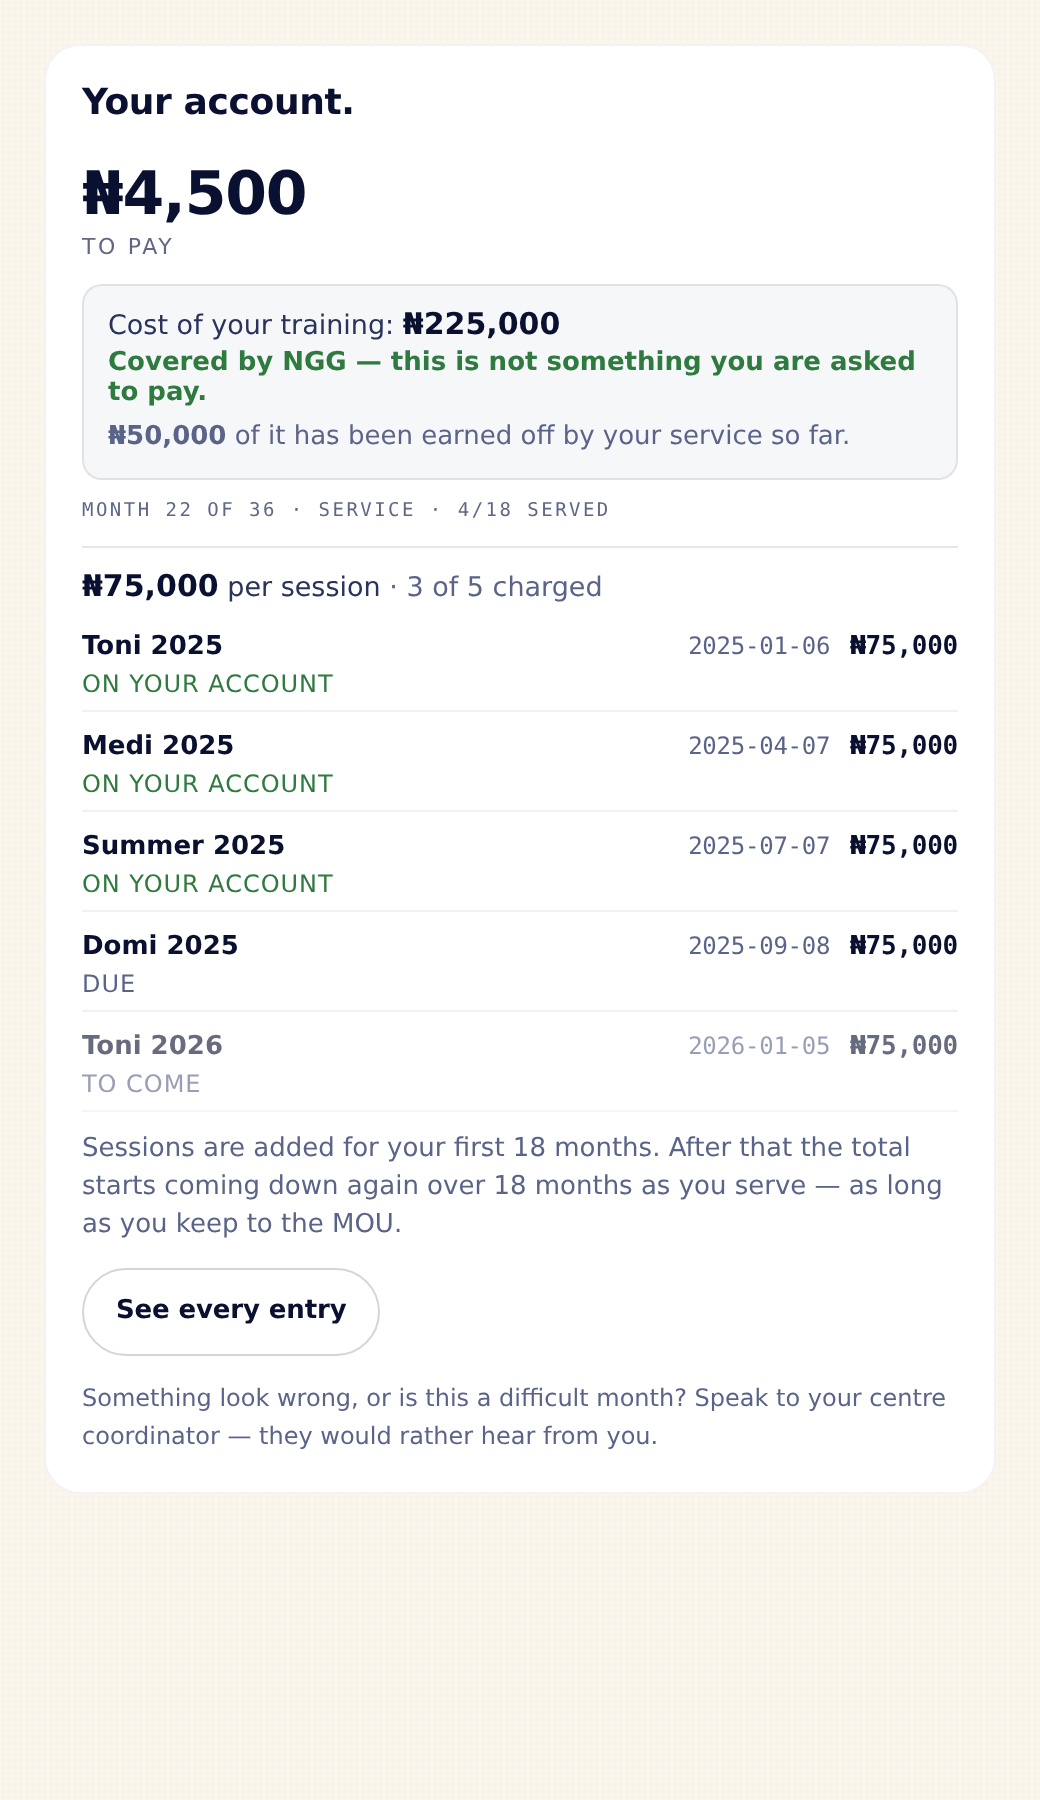 Your account.
₦4,500
TO PAY
Cost of your training: ₦225,000
Covered by NGG — this is not something you are asked
to pay.
₦50,000 of it has been earned off by your service so far.
MONTH 22 OF 36 · SERVICE · 4/18 SERVED
₦75,000 per session · 3 of 5 charged
Toni 2025 2025-01-06 ₦75,000
ON YOUR ACCOUNT
Medi 2025 2025-04-07 ₦75,000
ON YOUR ACCOUNT
Summer 2025 2025-07-07 ₦75,000
ON YOUR ACCOUNT
Domi 2025 2025-09-08 ₦75,000
DUE
Toni 2026 2026-01-05 ₦75,000
TO COME
Sessions are added for your first 18 months. After that the total
starts coming down again over 18 months as you serve — as long
as you keep to the MOU.
See every entry
Something look wrong, or is this a difficult month? Speak to your centre
coordinator — they would rather hear from you.